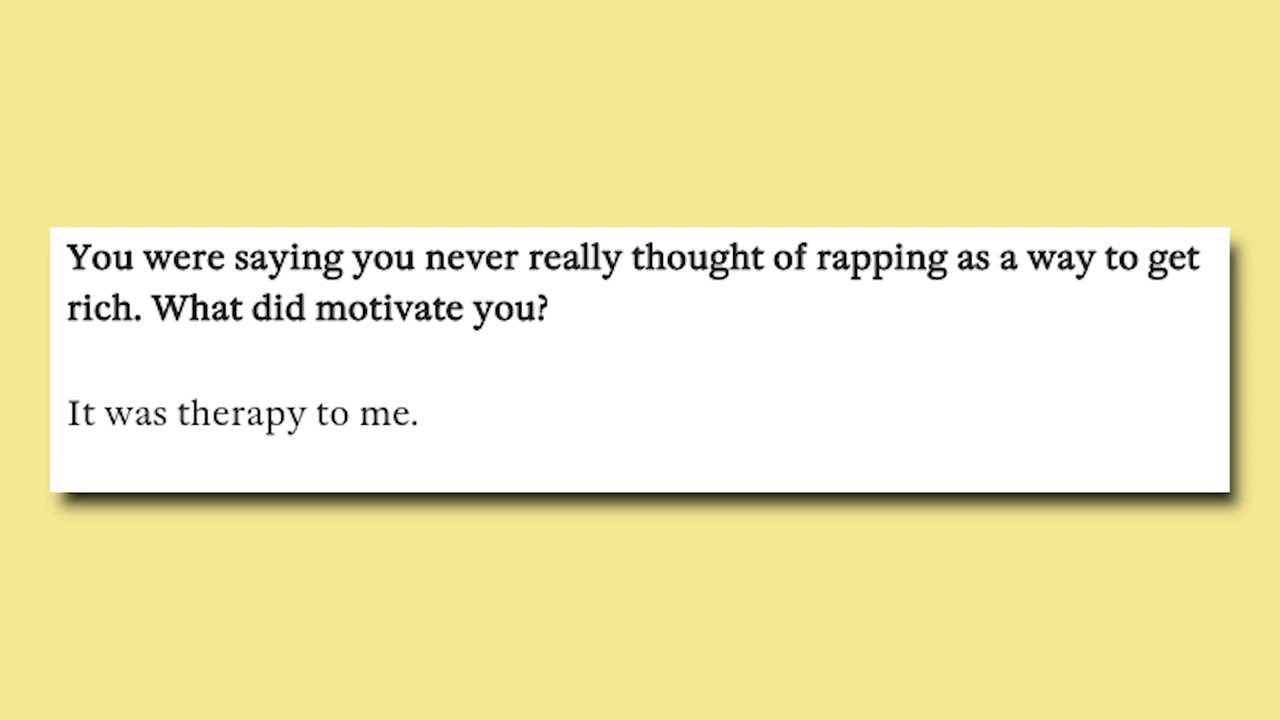 You were saying you never really thought of rapping as a way to get
rich. What did motivate you?
It was therapy to me.